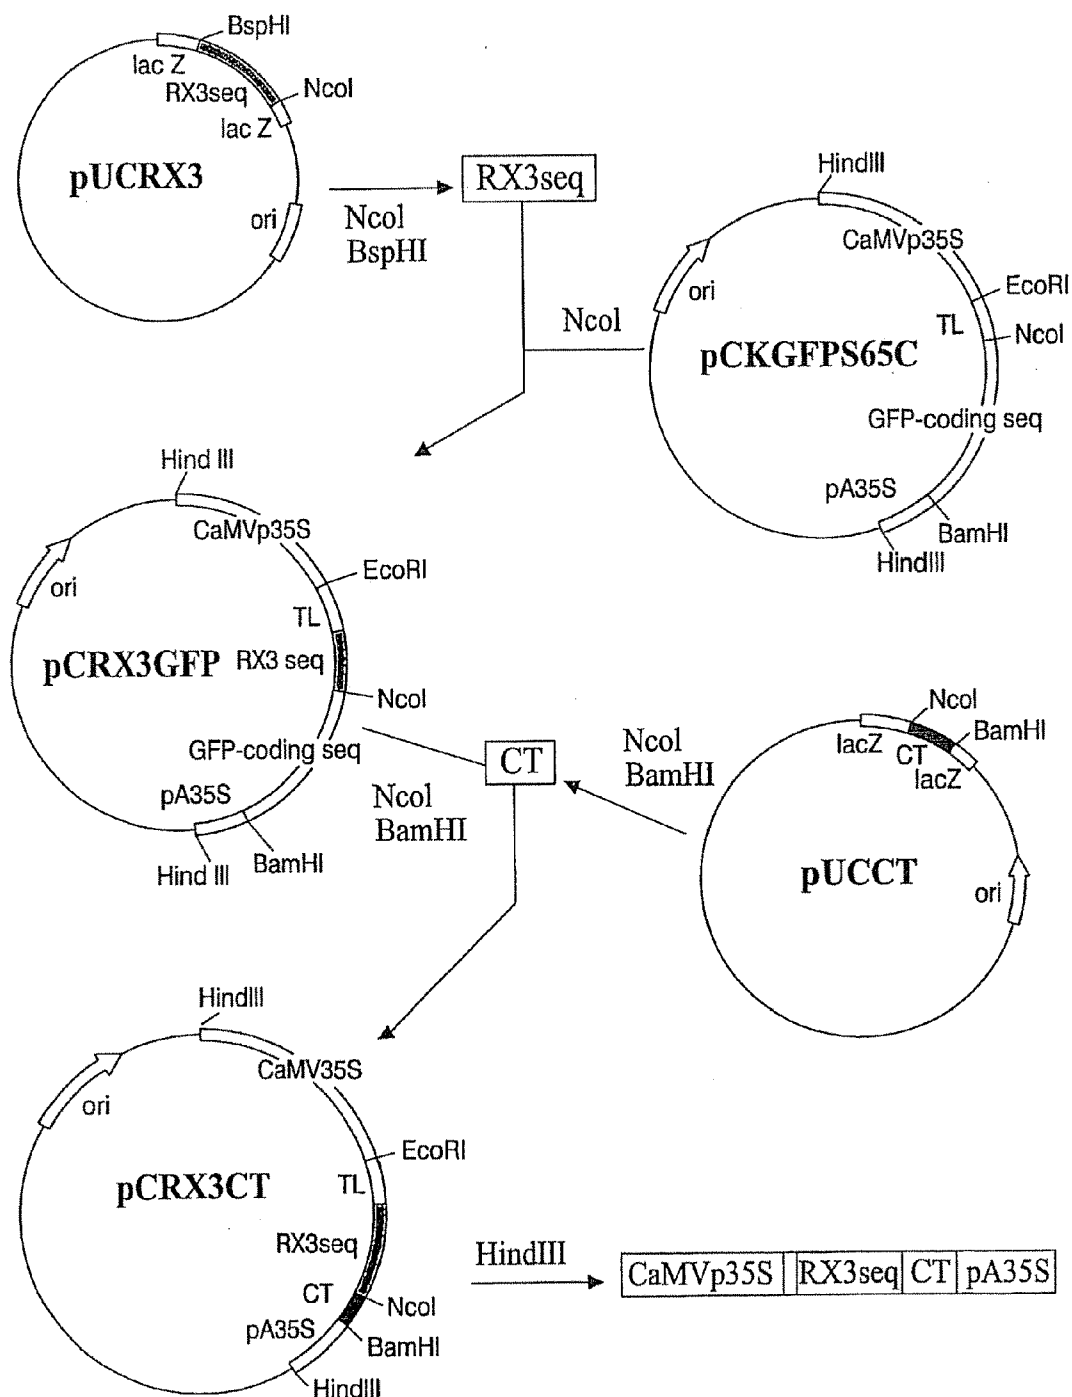 BspHI
lac Z
RX3seq
NcoI
lac Z
pUCRX3
ori
NcoI
BspHI
RX3seq
NcoI
HindIII
CaMVp35S
ori
EcoRI
TL
NcoI
pCKGFPS65C
GFP-coding seq
pA35S
BamHI
HindIII
Hind III
CaMVp35S
ori
EcoRI
TL
pCRX3GFP
RX3 seq
NcoI
GFP-coding seq
pA35S
BamHI
Hind III
NcoI
BamHI
CT
NcoI
BamHI
NcoI
BamHI
lacZ
CT
lacZ
pUCCT
ori
HindIII
CaMV35S
ori
EcoRI
TL
pCRX3CT
RX3seq
CT
NcoI
pA35S
BamHI
HindIII
HindIII
CaMVp35S
RX3seq
CT
pA35S